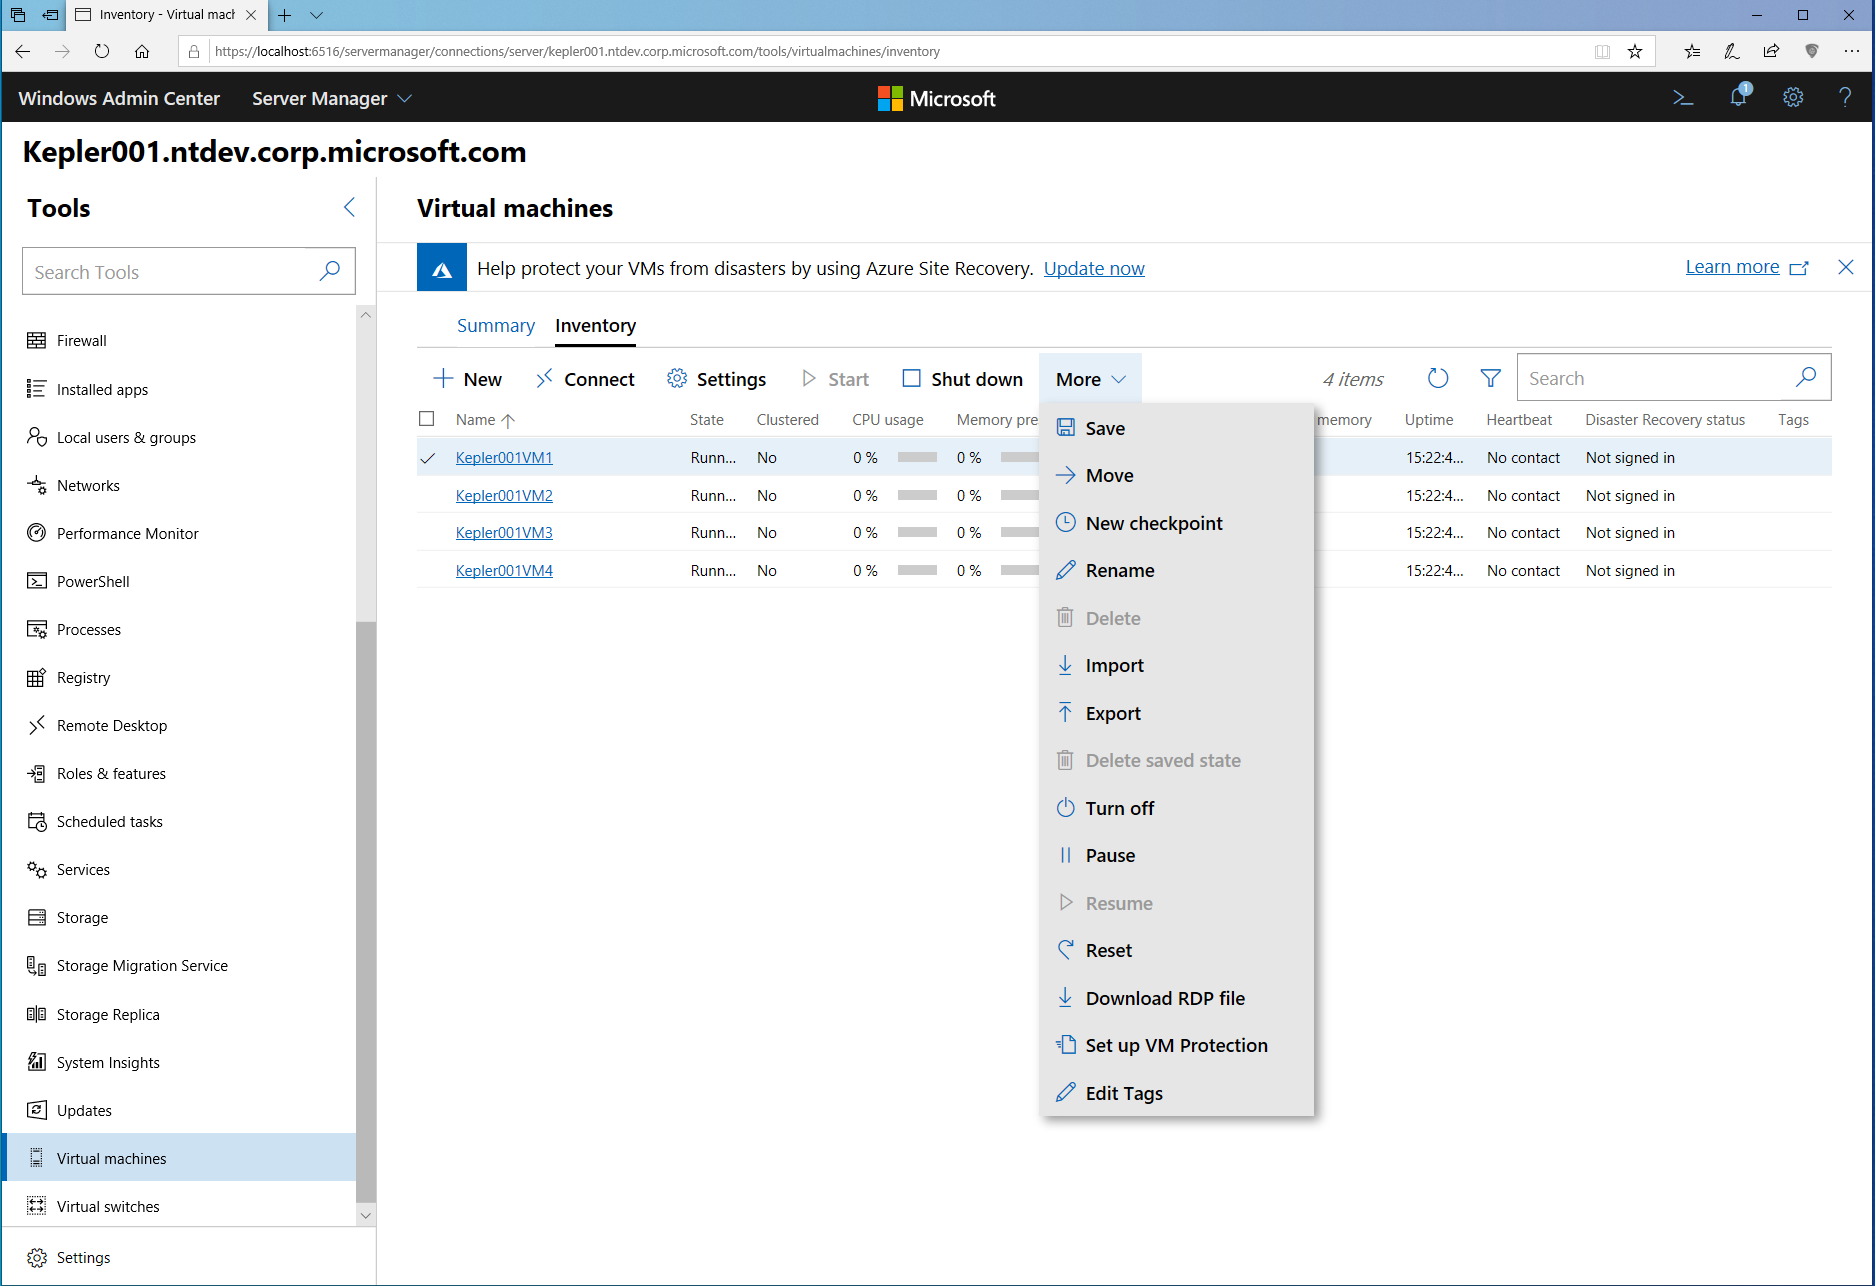 Inventory - Virtual mach
https://localhost:6516/servermanager/connections/server/kepler001.ntdev.corp.microsoft.com/tools/virtualmachines/inventory
Windows Admin Center Server Manager Microsoft 1 ?
Kepler001.ntdev.corp.microsoft.com
Tools
Search Tools
Firewall
Installed apps
Local users & groups
Networks
Performance Monitor
PowerShell
Processes
Registry
Remote Desktop
Roles & features
Scheduled tasks
Services
Storage
Storage Migration Service
Storage Replica
System Insights
Updates
Virtual machines
Virtual switches
Settings
Virtual machines
Help protect your VMs from disasters by using Azure Site Recovery. Update now Learn more
Summary Inventory
New Connect Settings Start Shut down More 4 items Search
Name State Clustered CPU usage Memory pre memory Uptime Heartbeat Disaster Recovery status Tags
Kepler001VM1 Runn... No 0 % 0 % 15:22:4... No contact Not signed in
Kepler001VM2 Runn... No 0 % 0 % 15:22:4... No contact Not signed in
Kepler001VM3 Runn... No 0 % 0 % 15:22:4... No contact Not signed in
Kepler001VM4 Runn... No 0 % 0 % 15:22:4... No contact Not signed in
Save
Move
New checkpoint
Rename
Delete
Import
Export
Delete saved state
Turn off
Pause
Resume
Reset
Download RDP file
Set up VM Protection
Edit Tags